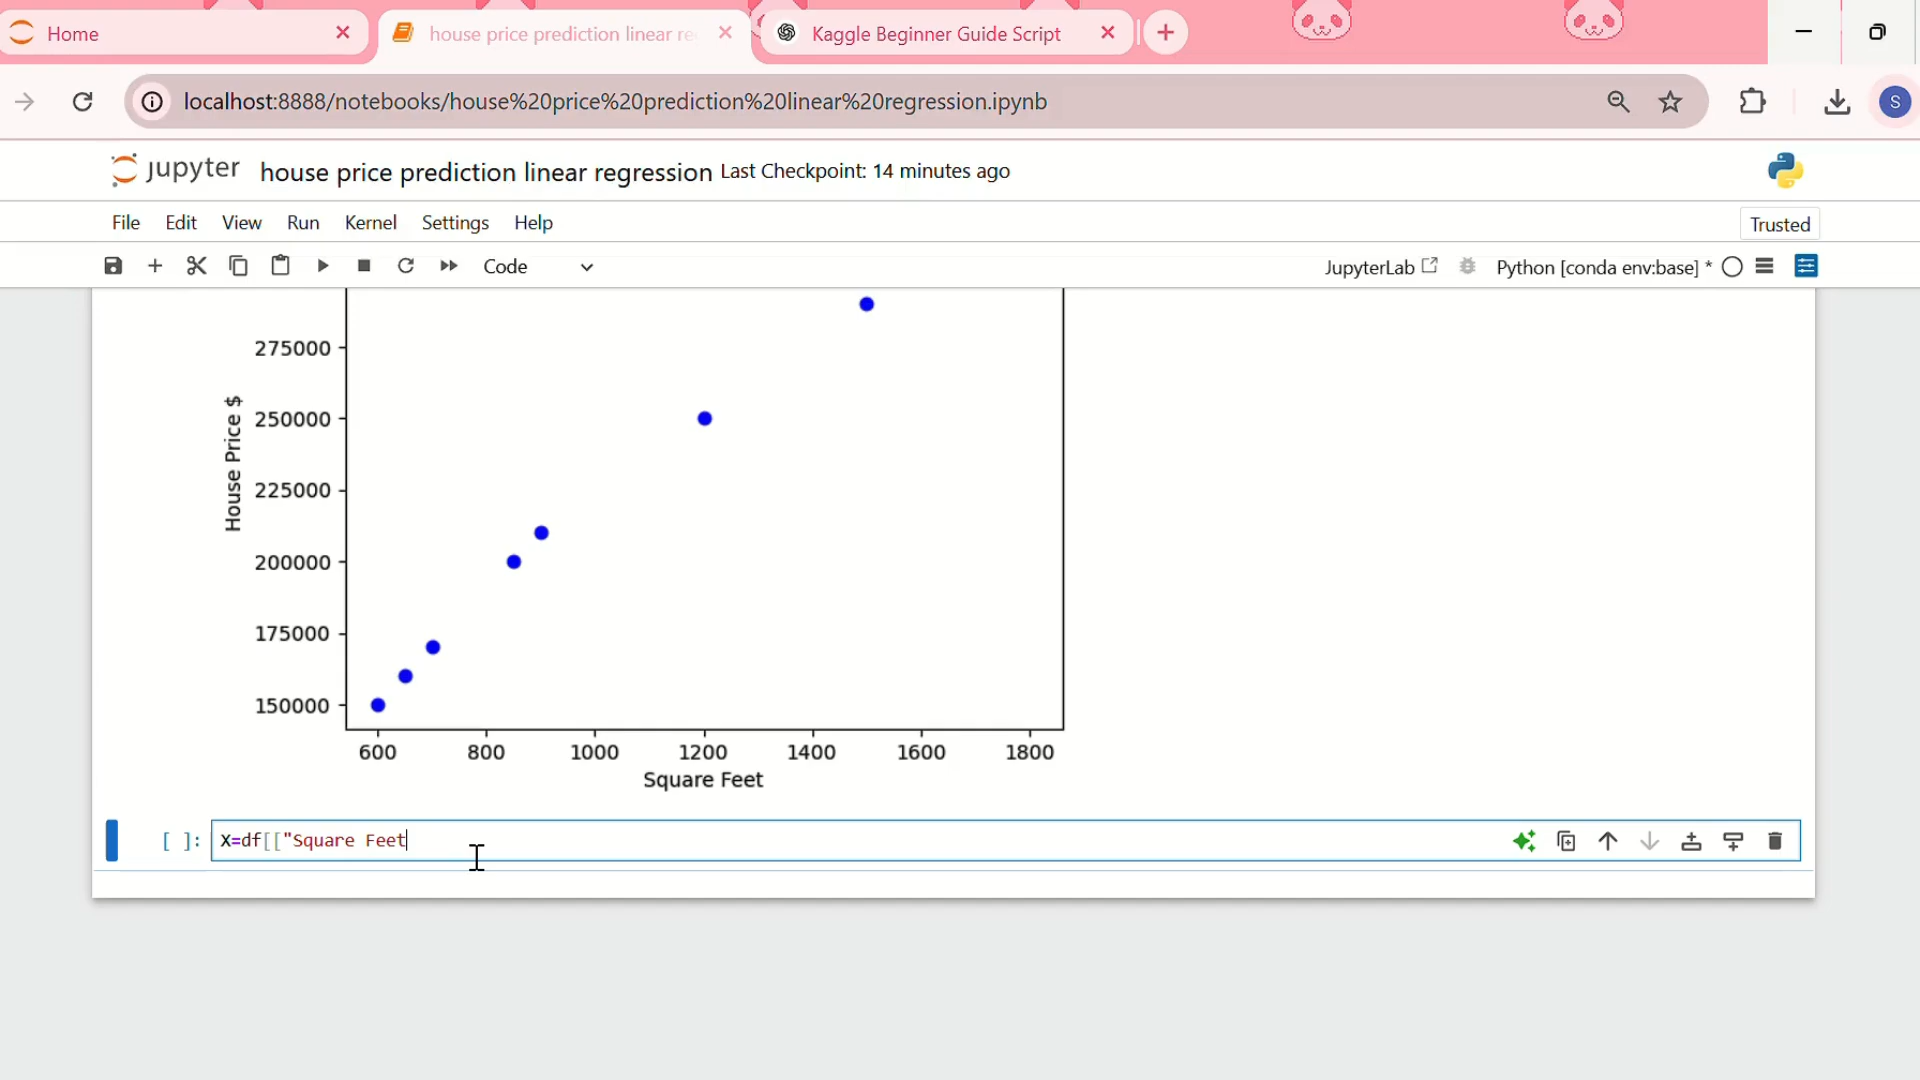 Home
house price prediction linear re
Kaggle Beginner Guide Script
localhost:8888/notebooks/house%20price%20prediction%20linear%20regression.ipynb
S
jupyter house price prediction linear regression Last Checkpoint: 14 minutes ago
File Edit View Run Kernel Settings Help
Trusted
Code
JupyterLab
Python [conda env:base] *
House Price $
275000
250000
225000
200000
175000
150000
600 800 1000 1200 1400 1600 1800
Square Feet
[ ]: X=df[["Square Feet